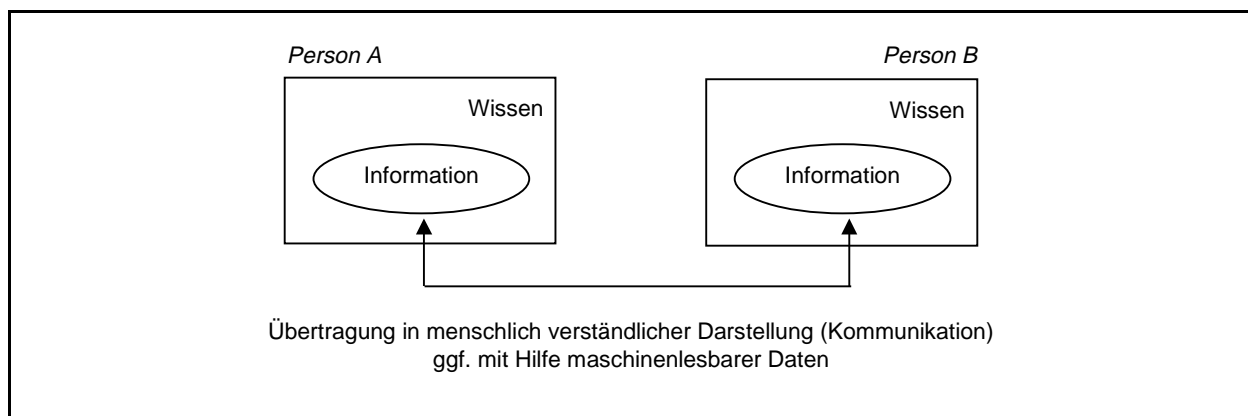 Person A
Person B
Wissen
Wissen
Information
Information
Übertragung in menschlich verständlicher Darstellung (Kommunikation)
ggf. mit Hilfe maschinenlesbarer Daten